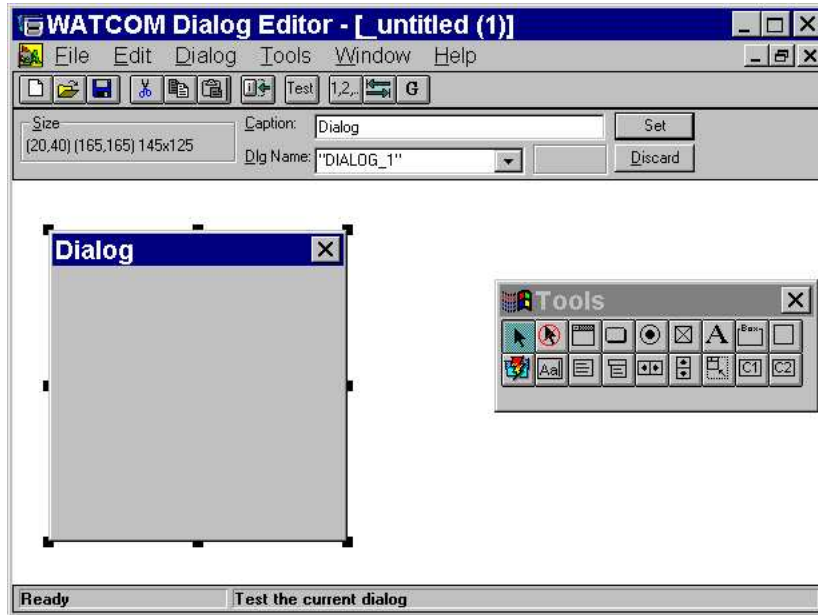 WATCOM Dialog Editor - [_untitled (1)]
File Edit Dialog Tools Window Help
Test 1,2,.. G
Size
(20,40) (165,165) 145x125
Caption: Dialog Set
Dlg Name: "DIALOG_1" Discard
Dialog
Tools
A Box
Aa C1 C2
Ready Test the current dialog